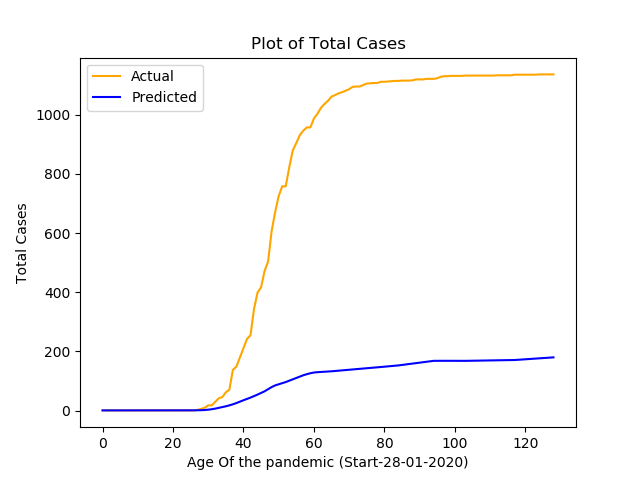 Plot of Total Cases
Actual
Predicted
1000
800
600
400
200
0
Total Cases
0 20 40 60 80 100 120
Age Of the pandemic (Start-28-01-2020)